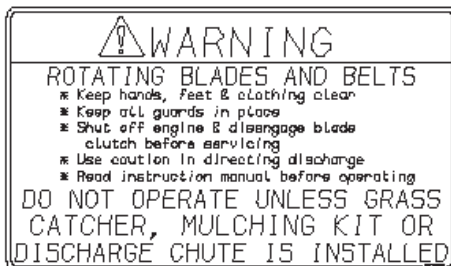 WARNING
ROTATING BLADES AND BELTS
* Keep hands, feet & clothing clear
* Keep all guards in place
* Shut off engine & disengage blade
clutch before servicing
* Use caution in directing discharge
* Read instruction manual before operating
DO NOT OPERATE UNLESS GRASS
CATCHER, MULCHING KIT OR
DISCHARGE CHUTE IS INSTALLED